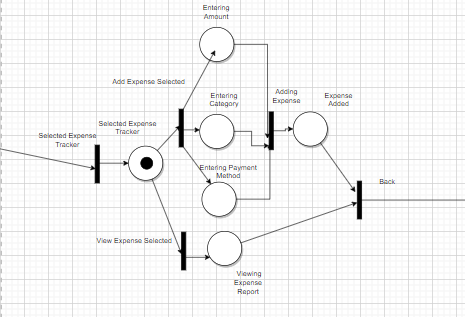 Entering
Amount
Add Expense Selected
Entering
Category
Adding
Expense
Expense
Added
Selected Expense
Tracker
Selected Expense
Tracker
Entering Payment
Method
Back
View Expense Selected
Viewing
Expense
Report